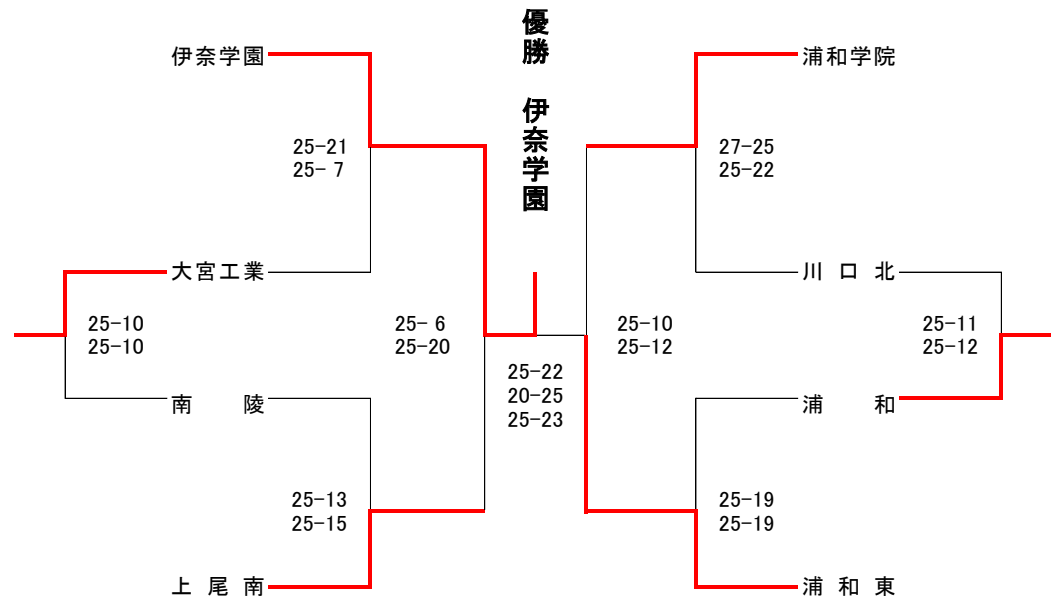 優勝 伊奈学園
伊奈学園
浦和学院
25-21
25- 7
27-25
25-22
大宮工業
川 口 北
25-10
25-10
25- 6
25-20
25-10
25-12
25-11
25-12
25-22
20-25
25-23
南 陵
浦 和
25-13
25-15
25-19
25-19
上 尾 南
浦 和 東